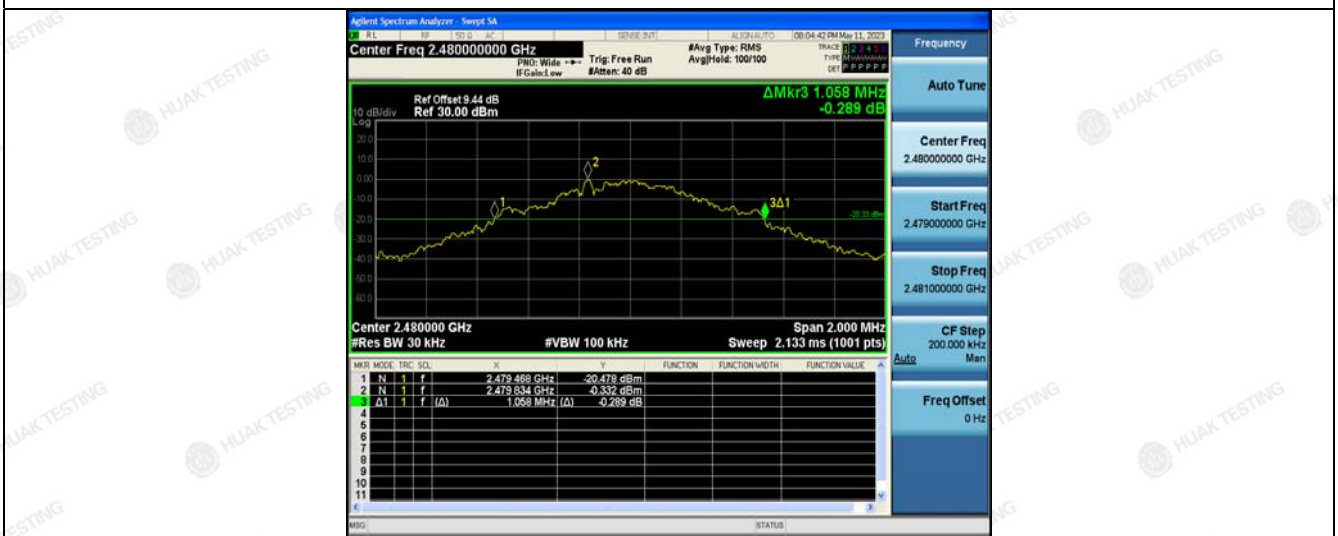 Agilent Spectrum Analyzer - Swept SA
RL RF 50 Ω AC SENSE:INT ALIGNAUTO 08:04:42 PM May 11, 2023
Center Freq 2.480000000 GHz
PNO: Wide
IFGain:Low
Trig: Free Run
#Atten: 40 dB
#Avg Type: RMS
Avg|Hold: 100/100
TRACE 1 2 3 4 5 6
TYPE M
DET P P P P P P
Frequency
Auto Tune
Center Freq
2.480000000 GHz
Start Freq
2.479000000 GHz
Stop Freq
2.481000000 GHz
CF Step
200.000 kHz
Auto Man
Freq Offset
0 Hz
ΔMkr3 1.058 MHz
-0.289 dB
Ref Offset 9.44 dB
10 dB/div Ref 30.00 dBm
Log
20.0
10.0
0.00
-10.0
-20.0
-30.0
-40.0
-50.0
-60.0
1
2
3Δ1
-20.33 dBm
Center 2.480000 GHz Span 2.000 MHz
#Res BW 30 kHz #VBW 100 kHz Sweep 2.133 ms (1001 pts)
MKR MODE TRC SCL X Y FUNCTION FUNCTION WIDTH FUNCTION VALUE
1 N 1 f 2.479 468 GHz -20.478 dBm
2 N 1 f 2.479 834 GHz -0.332 dBm
3 Δ1 1 f (Δ) 1.058 MHz (Δ) -0.289 dB
4
5
6
7
8
9
10
11
MSG STATUS
HUAK TESTING